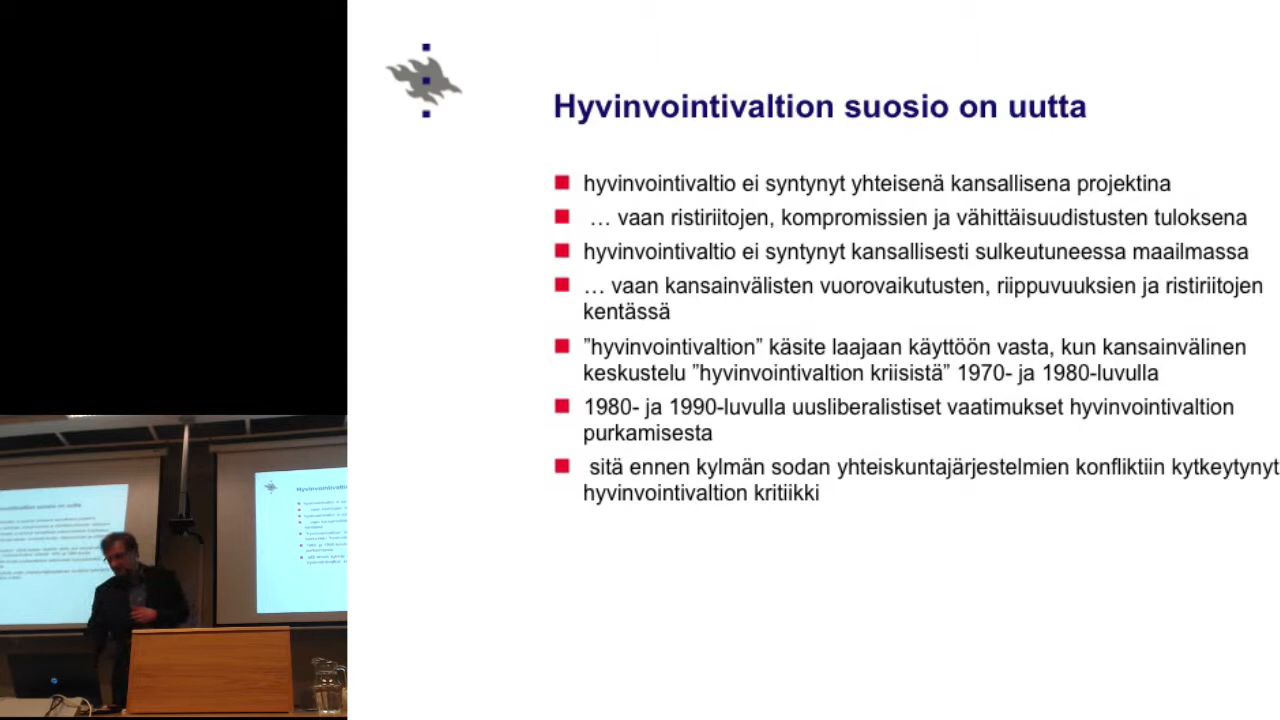 Hyvinvointivaltion suosio on uutta
hyvinvointivaltio ei syntynyt yhteisenä kansallisena projektina
… vaan ristiriitojen, kompromissien ja vähittäisuudistusten tuloksena
hyvinvointivaltio ei syntynyt kansallisesti sulkeutuneessa maailmassa
… vaan kansainvälisten vuorovaikutusten, riippuvuuksien ja ristiriitojen
kentässä
”hyvinvointivaltion” käsite laajaan käyttöön vasta, kun kansainvälinen
keskustelu ”hyvinvointivaltion kriisistä” 1970- ja 1980-luvulla
1980- ja 1990-luvulla uusliberalistiset vaatimukset hyvinvointivaltion
purkamisesta
sitä ennen kylmän sodan yhteiskuntajärjestelmien konfliktiin kytkeytynyt
hyvinvointivaltion kritiikki